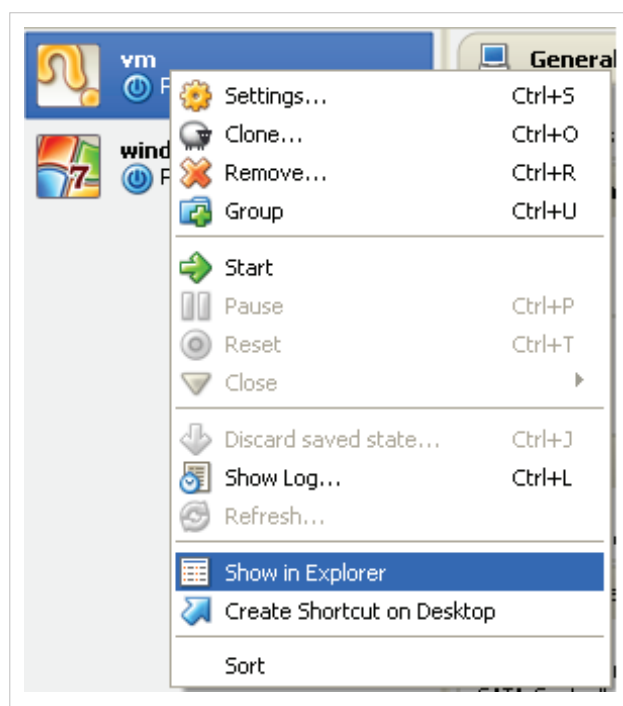 vm
General
Settings... Ctrl+S
Clone... Ctrl+O
wind
7
Remove... Ctrl+R
Group Ctrl+U
Start
Pause Ctrl+P
Reset Ctrl+T
Close
Discard saved state... Ctrl+J
Show Log... Ctrl+L
Refresh...
Show in Explorer
Create Shortcut on Desktop
Sort